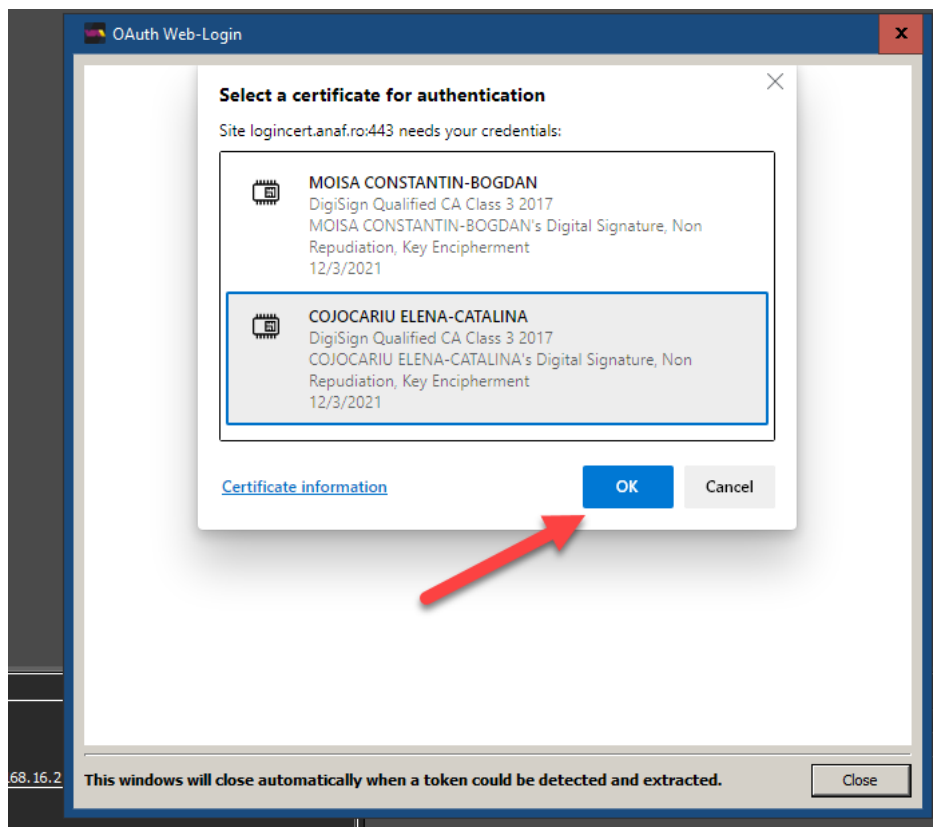 OAuth Web-Login
x
Select a certificate for authentication
Site logincert.anaf.ro:443 needs your credentials:
MOISA CONSTANTIN-BOGDAN
DigiSign Qualified CA Class 3 2017
MOISA CONSTANTIN-BOGDAN's Digital Signature, Non
Repudiation, Key Encipherment
12/3/2021
COJOCARIU ELENA-CATALINA
DigiSign Qualified CA Class 3 2017
COJOCARIU ELENA-CATALINA's Digital Signature, Non
Repudiation, Key Encipherment
12/3/2021
Certificate information
OK
Cancel
68.16.2
This windows will close automatically when a token could be detected and extracted.
Close